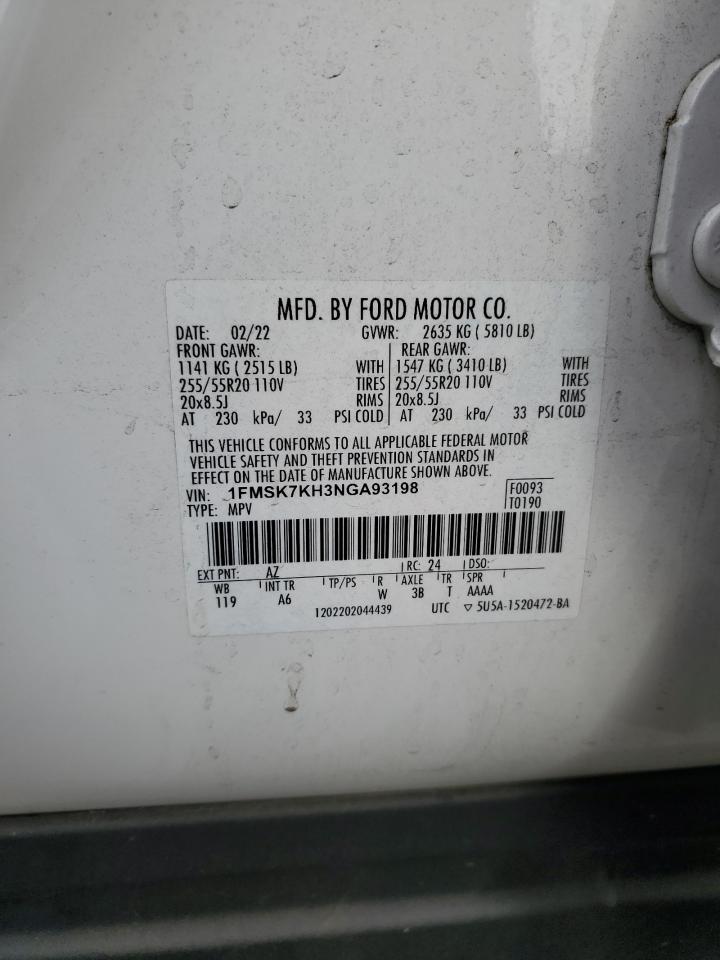 MFD. BY FORD MOTOR CO.
DATE: 02/22 GVWR: 2635 KG ( 5810 LB)
FRONT GAWR: REAR GAWR:
1141 KG ( 2515 LB) WITH 1547 KG ( 3410 LB) WITH
255/55R20 110V TIRES 255/55R20 110V TIRES
20x8.5J RIMS 20x8.5J RIMS
AT 230 kPa/ 33 PSI COLD AT 230 kPa/ 33 PSI COLD
THIS VEHICLE CONFORMS TO ALL APPLICABLE FEDERAL MOTOR
VEHICLE SAFETY AND THEFT PREVENTION STANDARDS IN
EFFECT ON THE DATE OF MANUFACTURE SHOWN ABOVE.
VIN: 1FMSK7KH3NGA93198 F0093
TYPE: MPV T0190
EXT PNT: AZ RC: 24 DSO:
WB INT TR TP/PS R AXLE TR SPR
119 A6 W 3B T AAAA
1202202044439 UTC ▽ 5U5A-1520472-BA